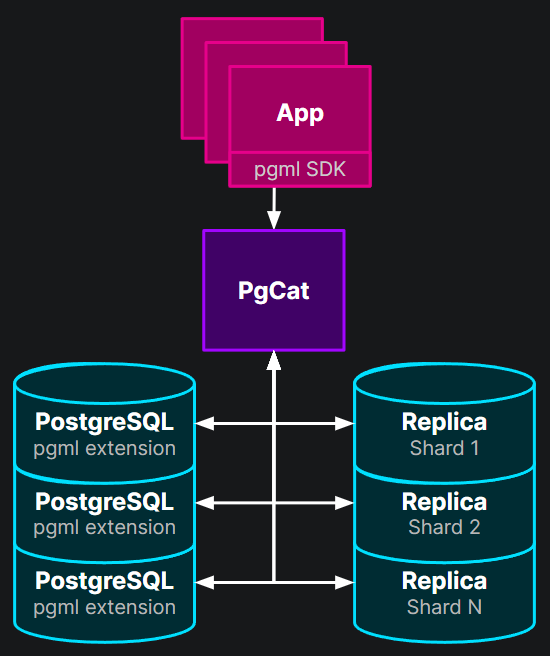 App
pgml SDK
PgCat
PostgreSQL
pgml extension
Replica
Shard 1
PostgreSQL
pgml extension
Replica
Shard 2
PostgreSQL
pgml extension
Replica
Shard N